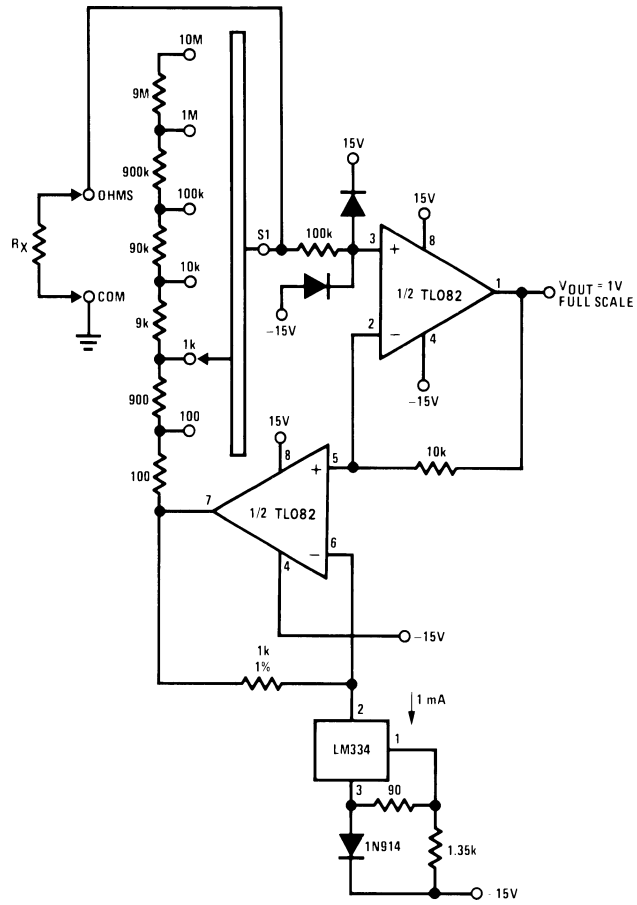 10M
9M
1M
900k
15V
OHMS
100k
15V
S1
100k
3
+
8
RX
90k
1/2 TL082
1
VOUT = 1V
FULL SCALE
10k
COM
-15V
2
−
4
9k
1k
-15V
900
15V
100
8
+
5
10k
100
7
1/2 TL082
−
6
4
-15V
1k
1%
2
1 mA
LM334
1
3
90
1N914
1.35k
-15V